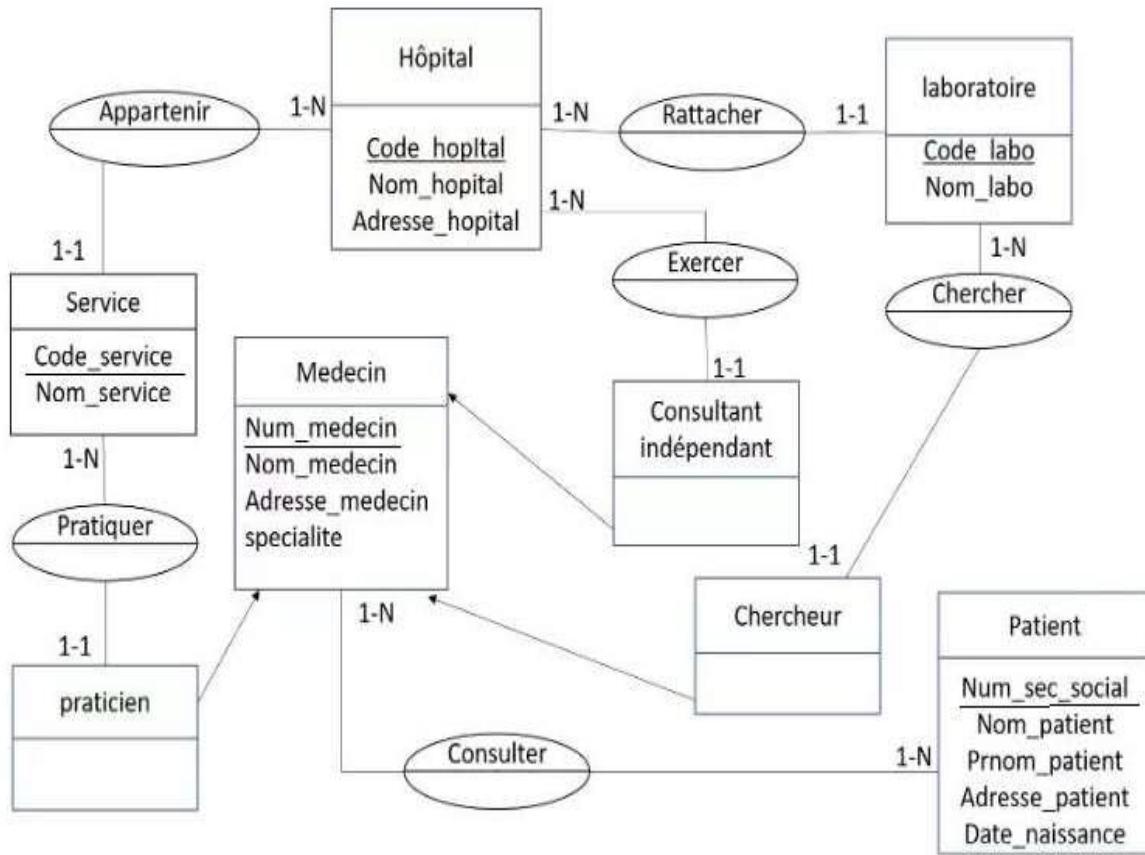 Hôpital
Code_hopItal
Nom_hopital
Adresse_hopital
Appartenir
1-N
1-N
Rattacher
1-1
laboratoire
Code_labo
Nom_labo
1-N
1-1
Exercer
1-N
Chercher
Service
Code_service
Nom_service
1-N
Medecin
Num_medecin
Nom_medecin
Adresse_medecin
specialite
1-1
Consultant
indépendant
Pratiquer
1-1
praticien
1-N
1-1
Chercheur
Patient
Num_sec_social
Nom_patient
Prnom_patient
Adresse_patient
Date_naissance
Consulter
1-N